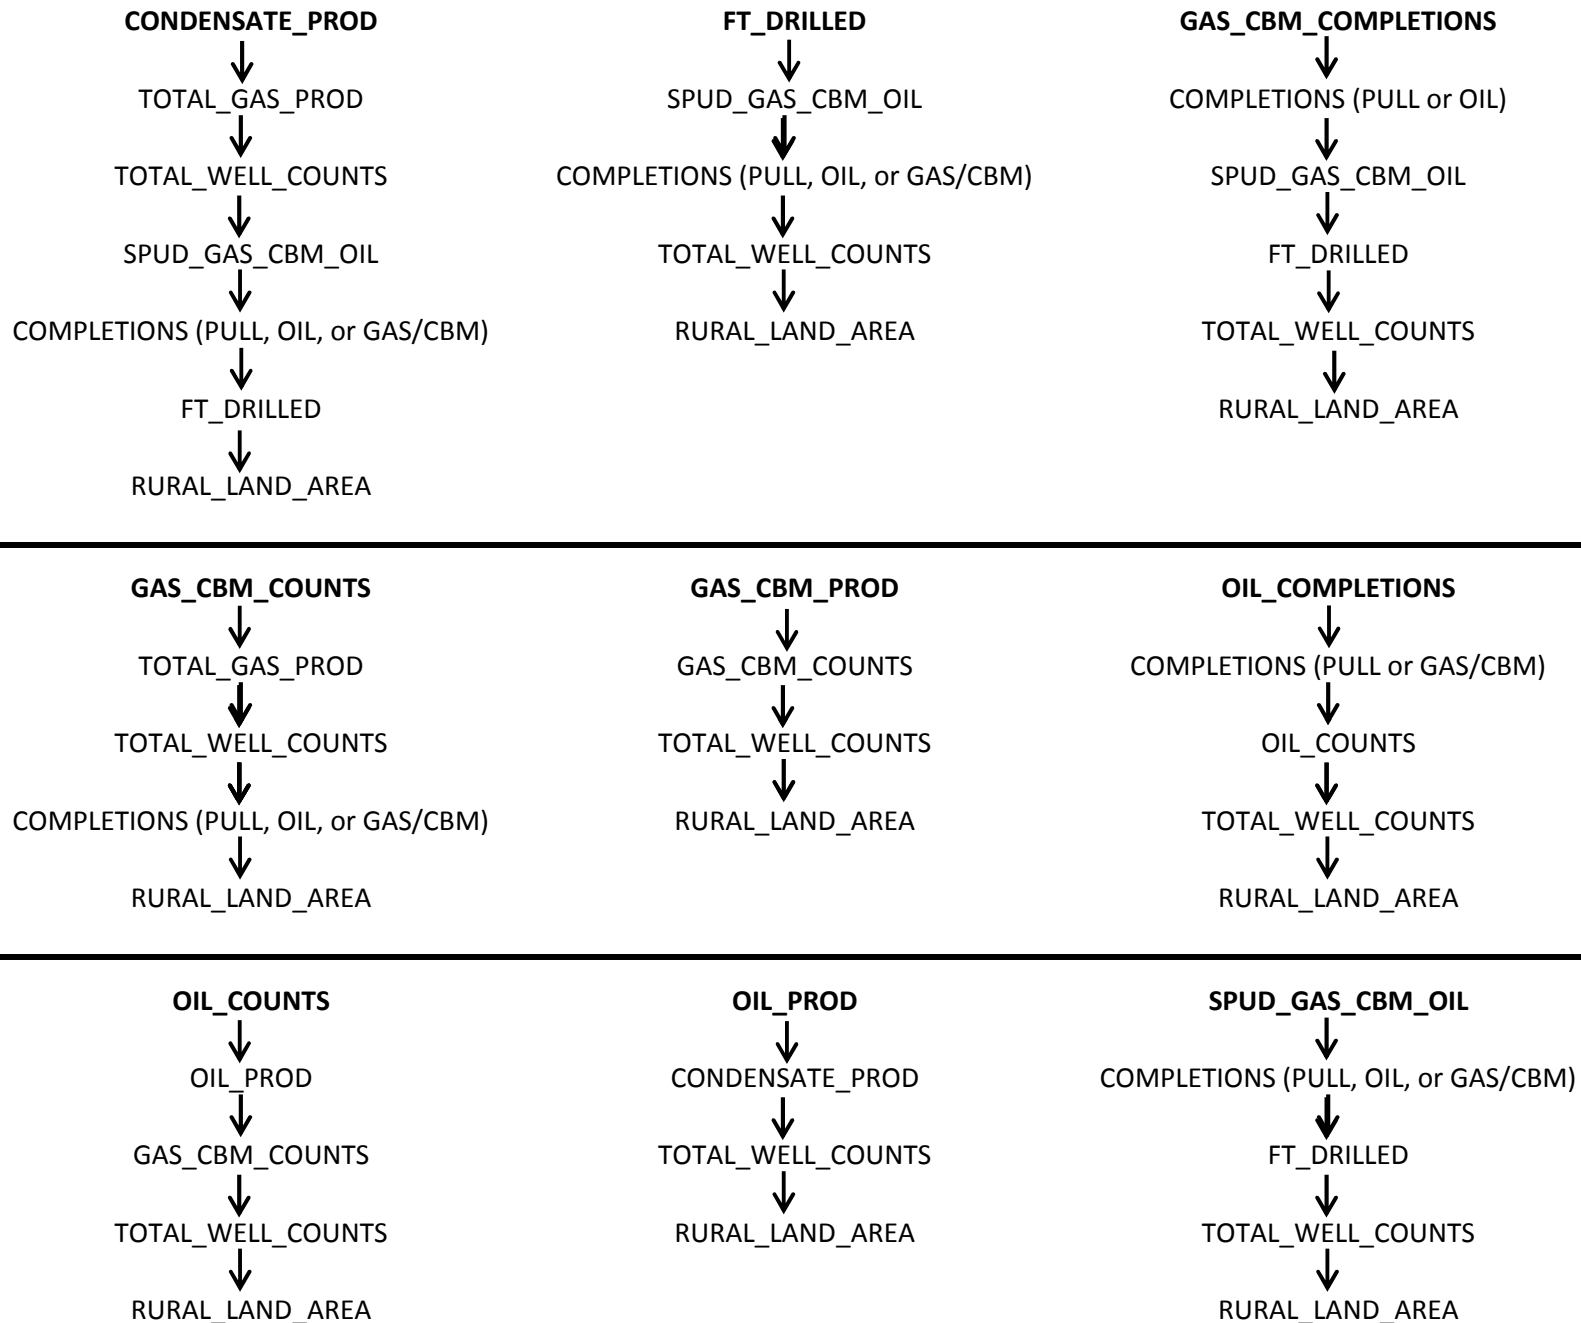 CONDENSATE_PROD
TOTAL_GAS_PROD
TOTAL_WELL_COUNTS
SPUD_GAS_CBM_OIL
COMPLETIONS (PULL, OIL, or GAS/CBM)
FT_DRILLED
RURAL_LAND_AREA
FT_DRILLED
SPUD_GAS_CBM_OIL
COMPLETIONS (PULL, OIL, or GAS/CBM)
TOTAL_WELL_COUNTS
RURAL_LAND_AREA
GAS_CBM_COMPLETIONS
COMPLETIONS (PULL or OIL)
SPUD_GAS_CBM_OIL
FT_DRILLED
TOTAL_WELL_COUNTS
RURAL_LAND_AREA
GAS_CBM_COUNTS
TOTAL_GAS_PROD
TOTAL_WELL_COUNTS
COMPLETIONS (PULL, OIL, or GAS/CBM)
RURAL_LAND_AREA
GAS_CBM_PROD
GAS_CBM_COUNTS
TOTAL_WELL_COUNTS
RURAL_LAND_AREA
OIL_COMPLETIONS
COMPLETIONS (PULL or GAS/CBM)
OIL_COUNTS
TOTAL_WELL_COUNTS
RURAL_LAND_AREA
OIL_COUNTS
OIL_PROD
GAS_CBM_COUNTS
TOTAL_WELL_COUNTS
RURAL_LAND_AREA
OIL_PROD
CONDENSATE_PROD
TOTAL_WELL_COUNTS
RURAL_LAND_AREA
SPUD_GAS_CBM_OIL
COMPLETIONS (PULL, OIL, or GAS/CBM)
FT_DRILLED
TOTAL_WELL_COUNTS
RURAL_LAND_AREA